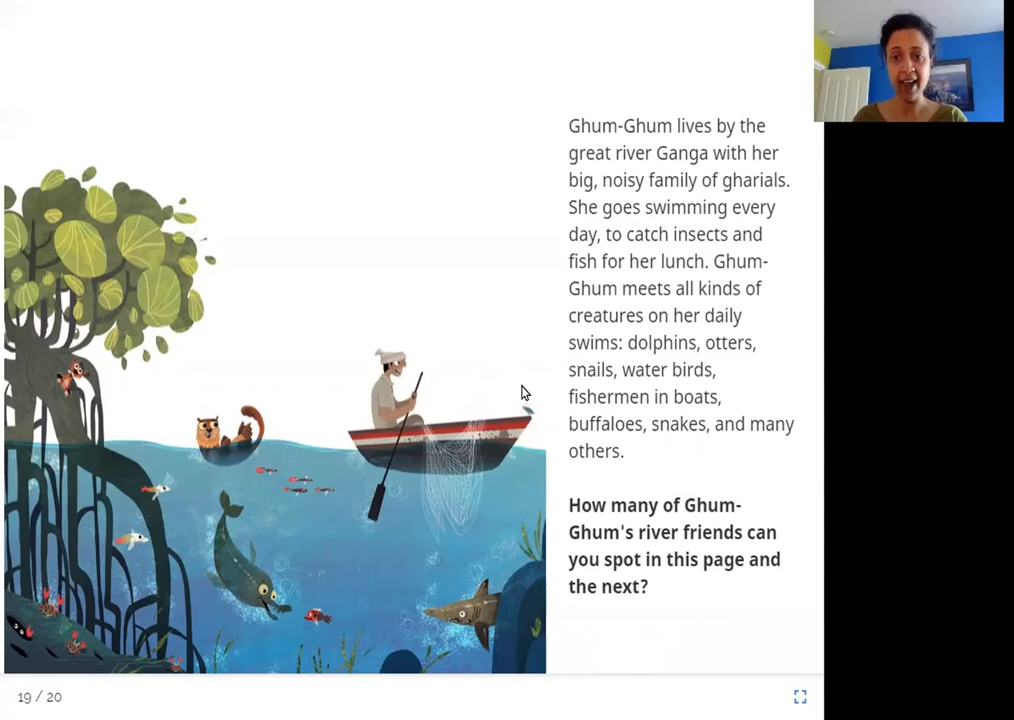 Ghum-Ghum lives by the
great river Ganga with her
big, noisy family of gharials.
She goes swimming every
day, to catch insects and
fish for her lunch. Ghum-
Ghum meets all kinds of
creatures on her daily
swims: dolphins, otters,
snails, water birds,
fishermen in boats,
buffaloes, snakes, and many
others.
How many of Ghum-
Ghum's river friends can
you spot in this page and
the next?
19 / 20